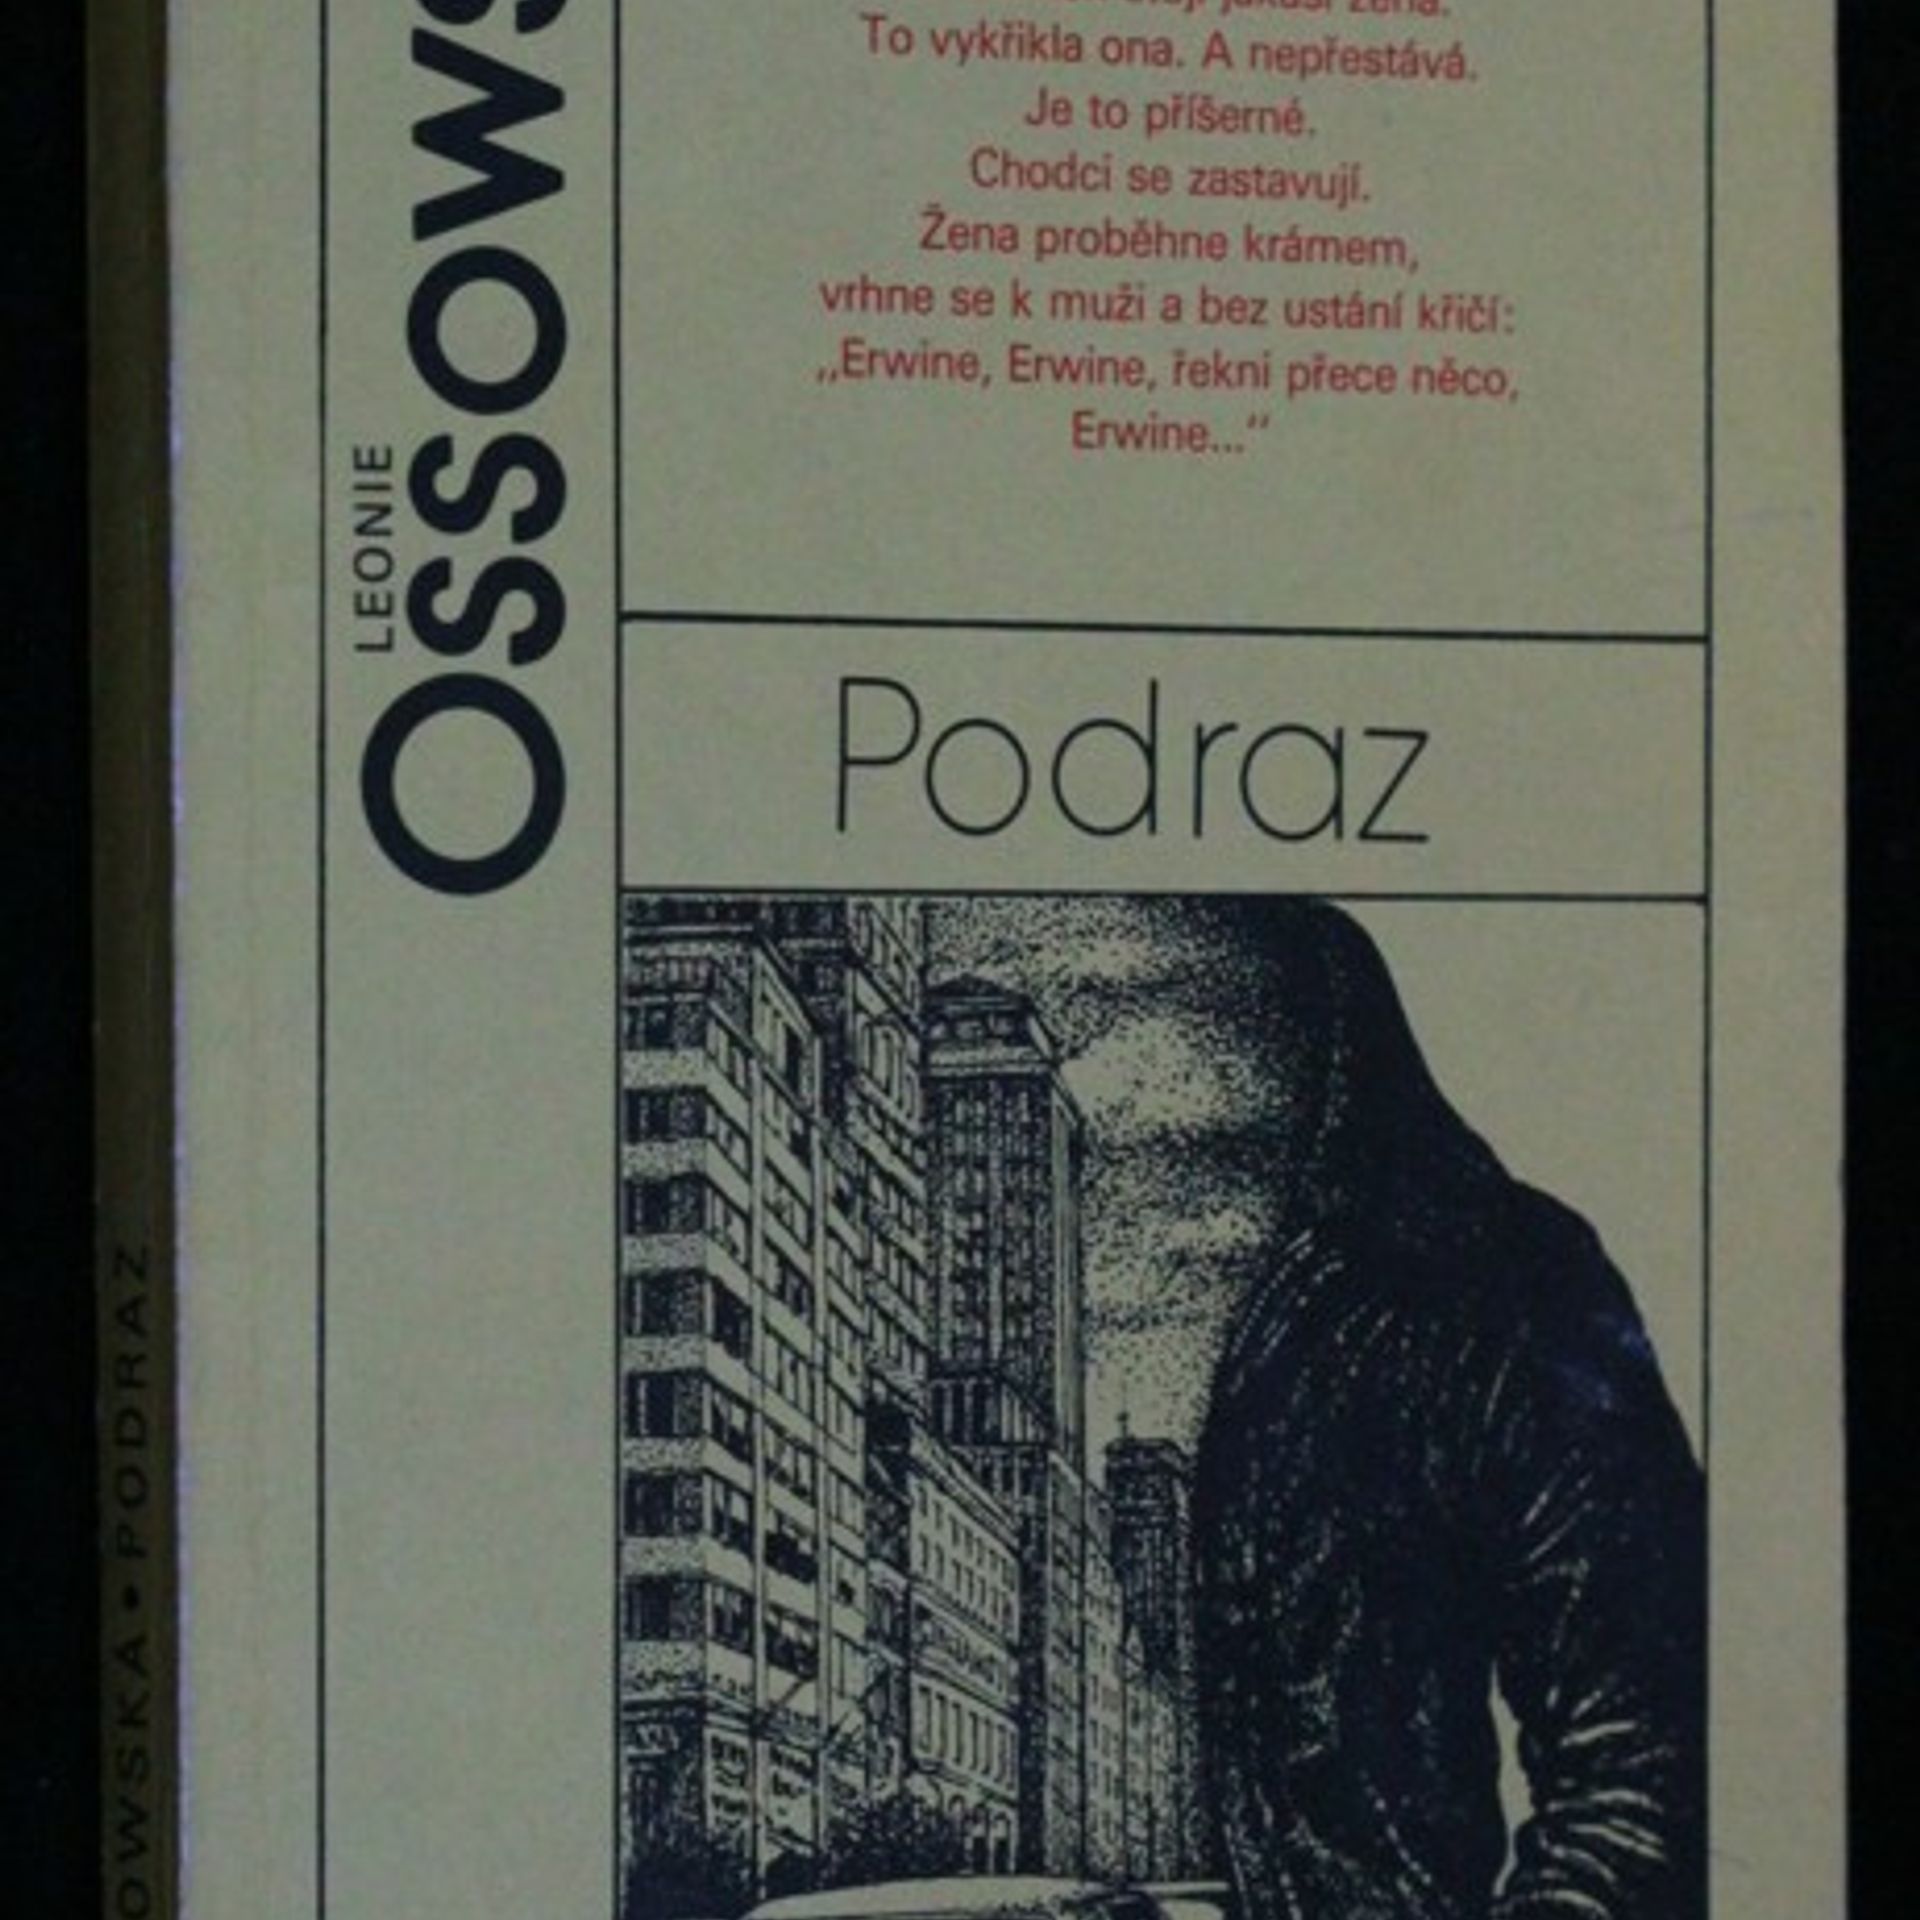 žena.
To vykřikla ona. A nepřestává.
Je to příšerné.
Chodci se zastavují.
Žena proběhne krámem,
vrhne se k muži a bez ustání křičí:
„Erwine, Erwine, řekni přece něco,
Erwine...“
LEONIE
OSSOWS
Podraz
OWSKA • PODRAZ